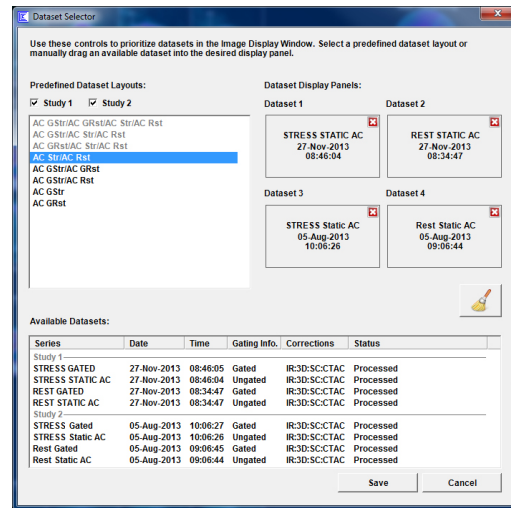 Dataset Selector
Use these controls to prioritize datasets in the Image Display Window. Select a predefined dataset layout or
manually drag an available dataset into the desired display panel.
Predefined Dataset Layouts:
Study 1 Study 2
AC GStr/AC GRst/AC Str/AC Rst
AC GStr/AC Str/AC Rst
AC GRst/AC Str/AC Rst
AC Str/AC Rst
AC GStr/AC GRst
AC GStr/AC Rst
AC GStr
AC GRst
Dataset Display Panels:
Dataset 1 Dataset 2
STRESS STATIC AC
27-Nov-2013
08:46:04
REST STATIC AC
27-Nov-2013
08:34:47
Dataset 3 Dataset 4
STRESS Static AC
05-Aug-2013
10:06:26
Rest Static AC
05-Aug-2013
09:06:44
Available Datasets:
Series Date Time Gating Info. Corrections Status
Study 1
STRESS GATED 27-Nov-2013 08:46:05 Gated IR:3D:SC:CTAC Processed
STRESS STATIC AC 27-Nov-2013 08:46:04 Ungated IR:3D:SC:CTAC Processed
REST GATED 27-Nov-2013 08:34:47 Gated IR:3D:SC:CTAC Processed
REST STATIC AC 27-Nov-2013 08:34:47 Ungated IR:3D:SC:CTAC Processed
Study 2
STRESS Gated 05-Aug-2013 10:06:27 Gated IR:3D:SC:CTAC Processed
STRESS Static AC 05-Aug-2013 10:06:26 Ungated IR:3D:SC:CTAC Processed
Rest Gated 05-Aug-2013 09:06:45 Gated IR:3D:SC:CTAC Processed
Rest Static AC 05-Aug-2013 09:06:44 Ungated IR:3D:SC:CTAC Processed
Save Cancel